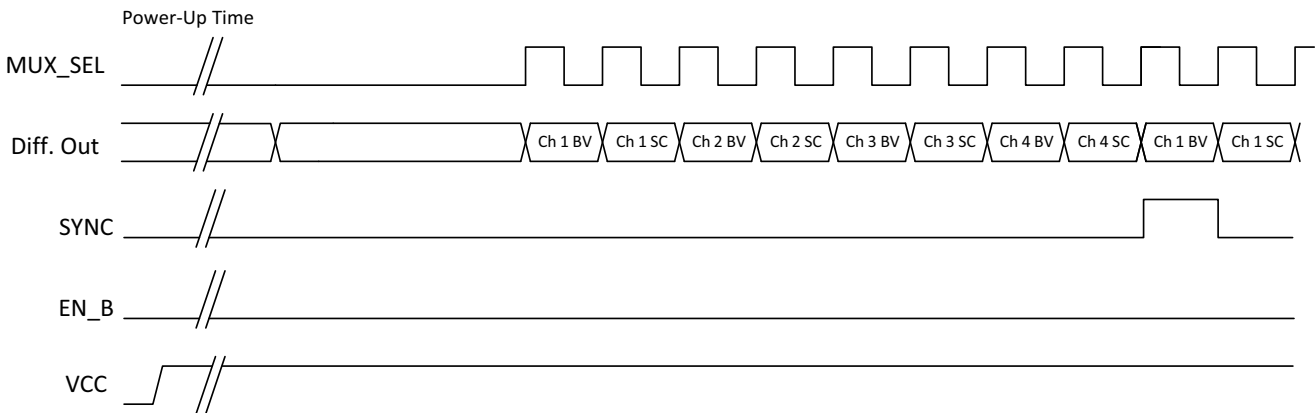 Power-Up Time
MUX_SEL
Diff. Out
Ch 1 BV
Ch 1 SC
Ch 2 BV
Ch 2 SC
Ch 3 BV
Ch 3 SC
Ch 4 BV
Ch 4 SC
Ch 1 BV
Ch 1 SC
SYNC
EN_B
VCC